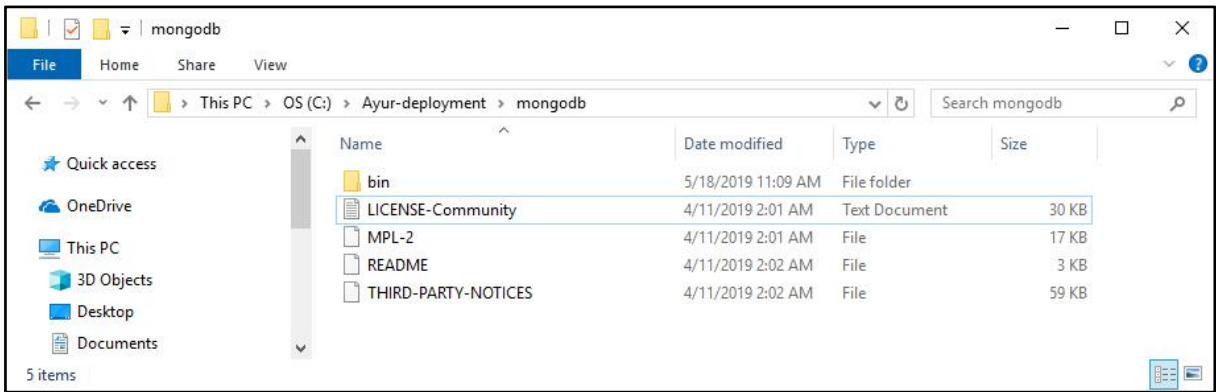 mongodb
File Home Share View
This PC > OS (C:) > Ayur-deployment > mongodb
Search mongodb
Name Date modified Type Size
Quick access
OneDrive
This PC
3D Objects
Desktop
Documents
bin 5/18/2019 11:09 AM File folder
LICENSE-Community 4/11/2019 2:01 AM Text Document 30 KB
MPL-2 4/11/2019 2:01 AM File 17 KB
README 4/11/2019 2:02 AM File 3 KB
THIRD-PARTY-NOTICES 4/11/2019 2:02 AM File 59 KB
5 items